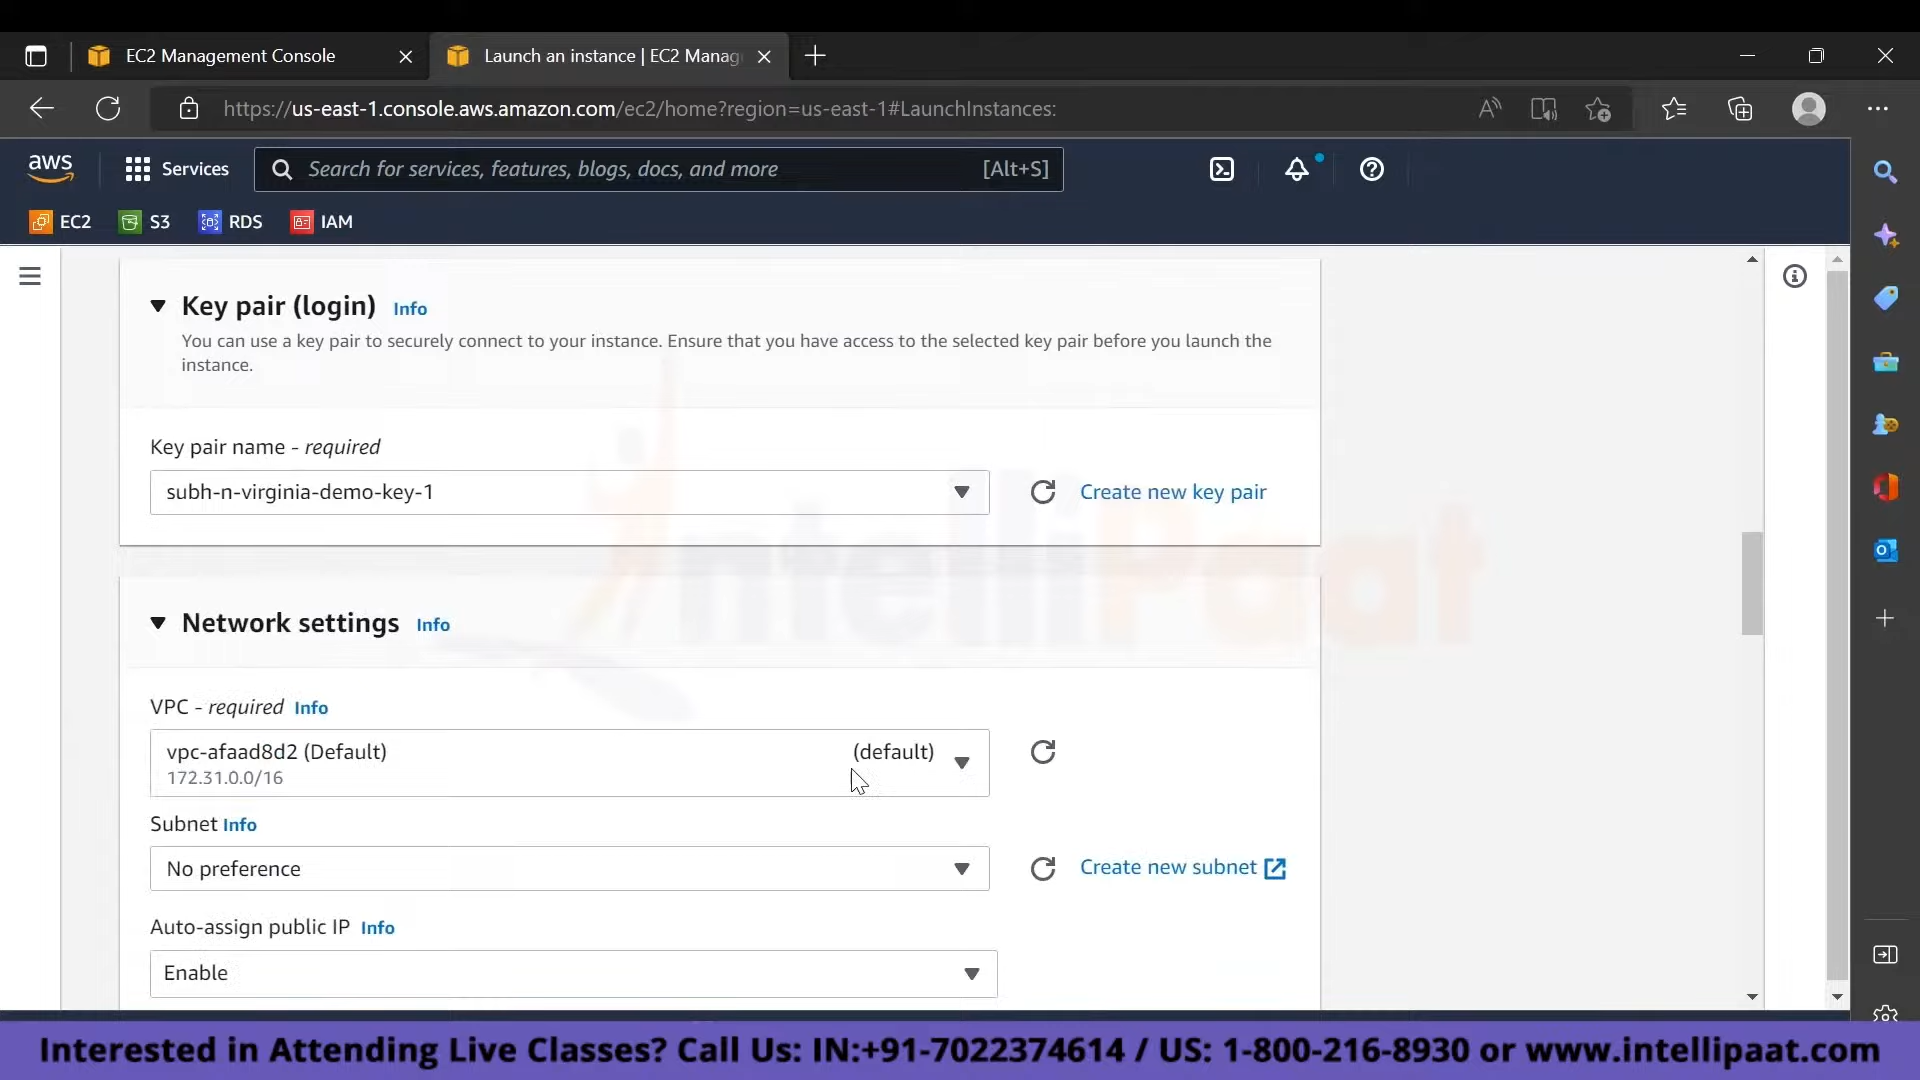 EC2 Management Console
Launch an instance | EC2 Manag
https://us-east-1.console.aws.amazon.com/ec2/home?region=us-east-1#LaunchInstances:
aws
Services
Search for services, features, blogs, docs, and more
[Alt+S]
EC2
S3
RDS
IAM
Key pair (login) Info
You can use a key pair to securely connect to your instance. Ensure that you have access to the selected key pair before you launch the
instance.
Key pair name - required
subh-n-virginia-demo-key-1
Create new key pair
Network settings Info
VPC - required Info
vpc-afaad8d2 (Default)
(default)
172.31.0.0/16
Subnet Info
No preference
Create new subnet
Auto-assign public IP Info
Enable
intelliPaat
Interested in Attending Live Classes? Call Us: IN:+91-7022374614 / US: 1-800-216-8930 or www.intellipaat.com